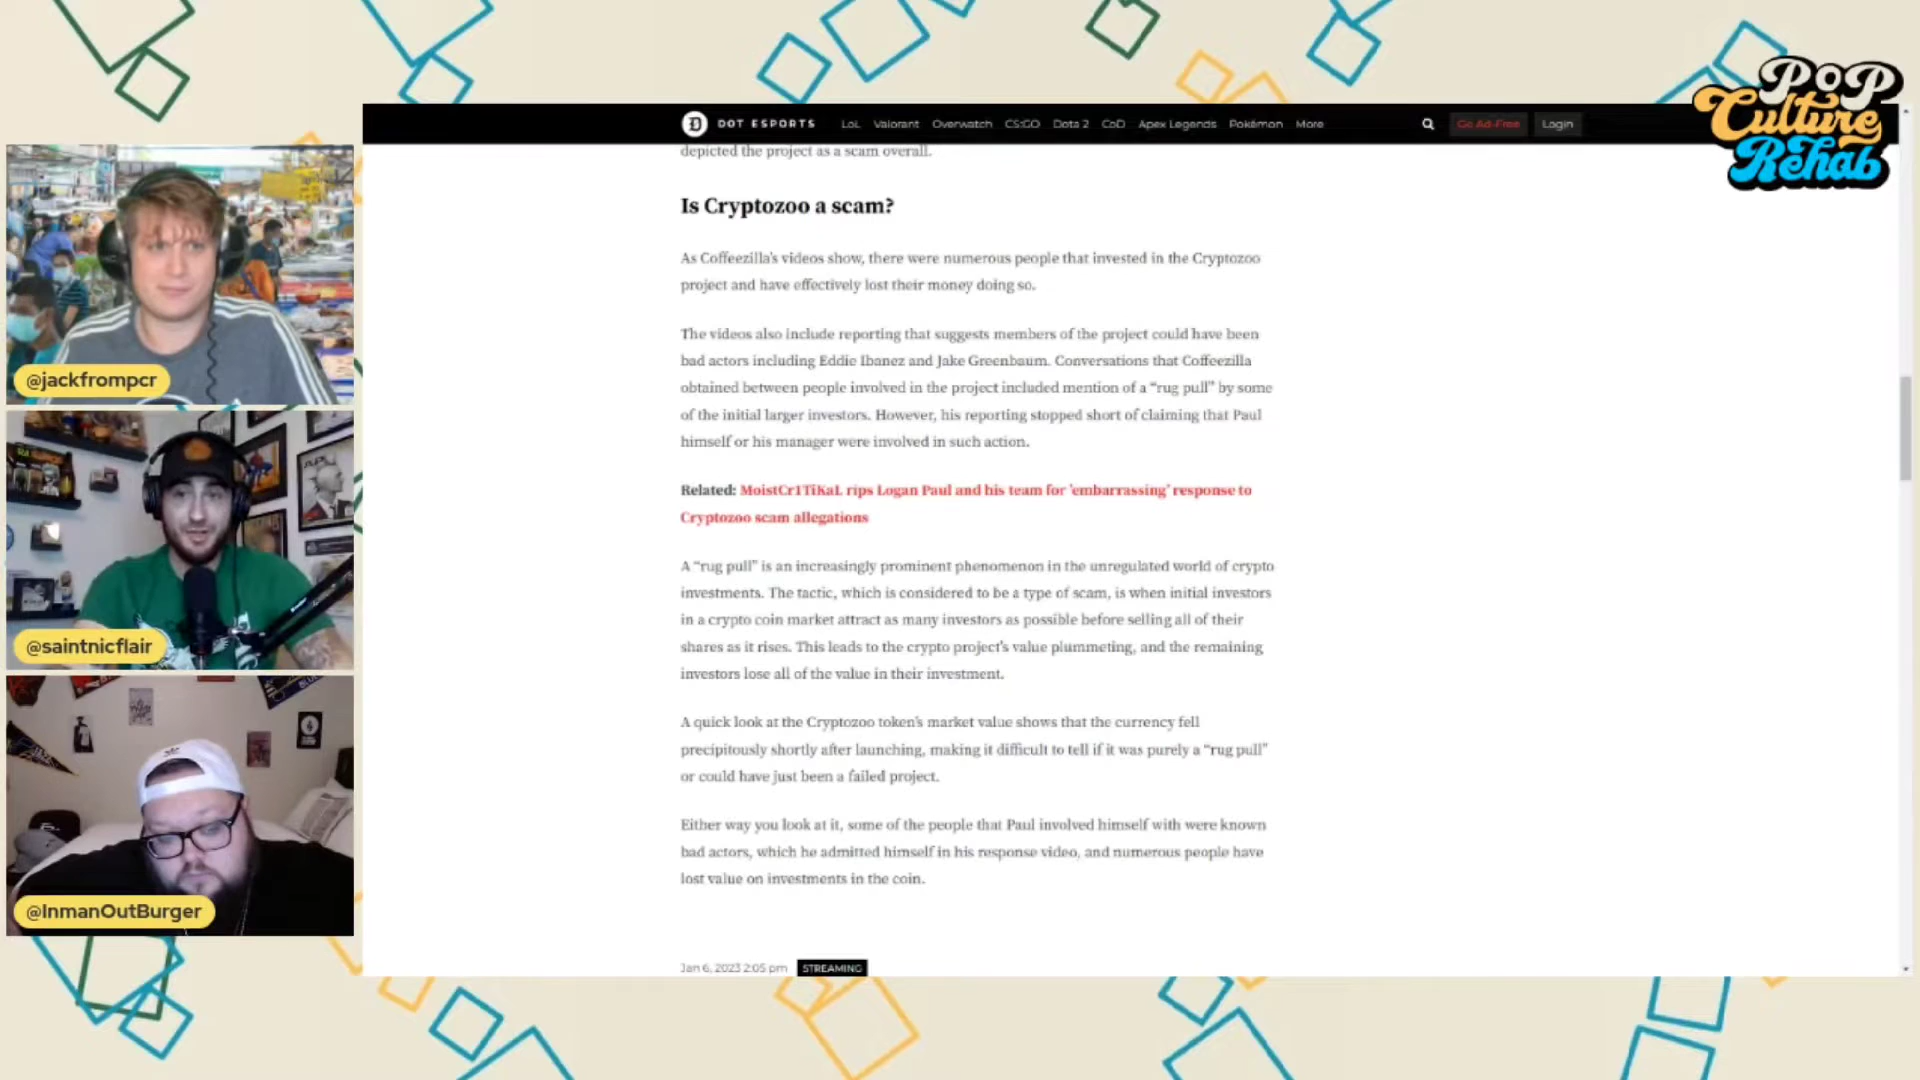 POP
Culture
Rehab
DOT ESPORTS LoL Valorant Overwatch CS:GO Dota 2 CoD Apex Legends Pokémon More Go Ad-Free Login
depicted the project as a scam overall.
Is Cryptozoo a scam?
As Coffeezilla's videos show, there were numerous people that invested in the Cryptozoo
project and have effectively lost their money doing so.
The videos also include reporting that suggests members of the project could have been
bad actors including Eddie Ibanez and Jake Greenbaum. Conversations that Coffeezilla
obtained between people involved in the project included mention of a “rug pull” by some
of the initial larger investors. However, his reporting stopped short of claiming that Paul
himself or his manager were involved in such action.
Related: MoistCr1TiKaL rips Logan Paul and his team for 'embarrassing' response to
Cryptozoo scam allegations
A “rug pull” is an increasingly prominent phenomenon in the unregulated world of crypto
investments. The tactic, which is considered to be a type of scam, is when initial investors
in a crypto coin market attract as many investors as possible before selling all of their
shares as it rises. This leads to the crypto project's value plummeting, and the remaining
investors lose all of the value in their investment.
A quick look at the Cryptozoo token's market value shows that the currency fell
precipitously shortly after launching, making it difficult to tell if it was purely a “rug pull”
or could have just been a failed project.
Either way you look at it, some of the people that Paul involved himself with were known
bad actors, which he admitted himself in his response video, and numerous people have
lost value on investments in the coin.
Jan 6, 2023 2:05 pm STREAMING
@jackfrompcr
@saintnicflair
@InmanOutBurger